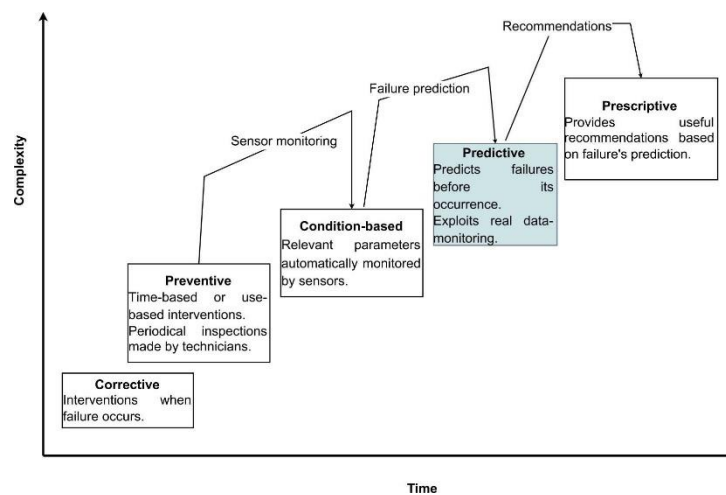 Recommendations
Failure prediction
Prescriptive
Provides useful
recommendations based
on failure's prediction.
Sensor monitoring
Predictive
Predicts failures
before its
occurrence.
Exploits real data-
monitoring.
Condition-based
Relevant parameters
automatically monitored
by sensors.
Preventive
Time-based or use-
based interventions.
Periodical inspections
made by technicians.
Corrective
Interventions when
failure occurs.
Complexity
Time